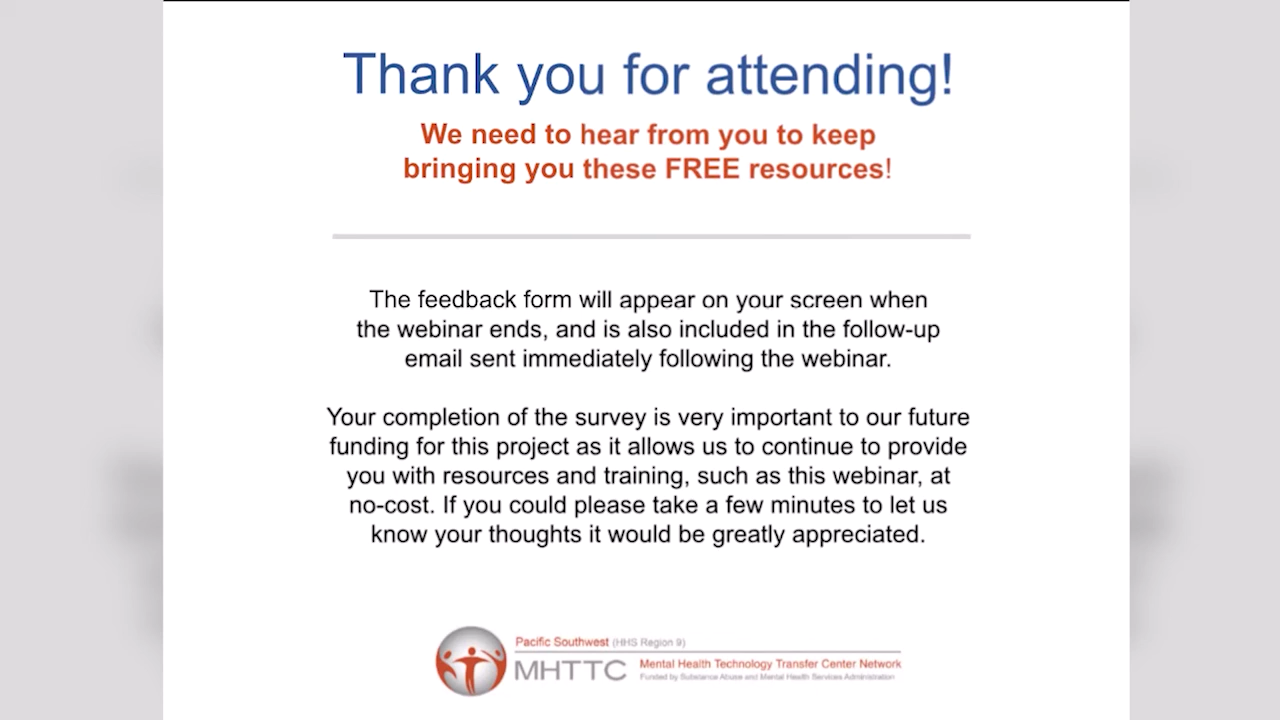 Thank you for attending!
We need to hear from you to keep
bringing you these FREE resources!
The feedback form will appear on your screen when
the webinar ends, and is also included in the follow-up
email sent immediately following the webinar.
Your completion of the survey is very important to our future
funding for this project as it allows us to continue to provide
you with resources and training, such as this webinar, at
no-cost. If you could please take a few minutes to let us
know your thoughts it would be greatly appreciated.
Pacific Southwest (HHS Region 9)
MHTTC
Mental Health Technology Transfer Center Network
Funded by Substance Abuse and Mental Health Services Administration